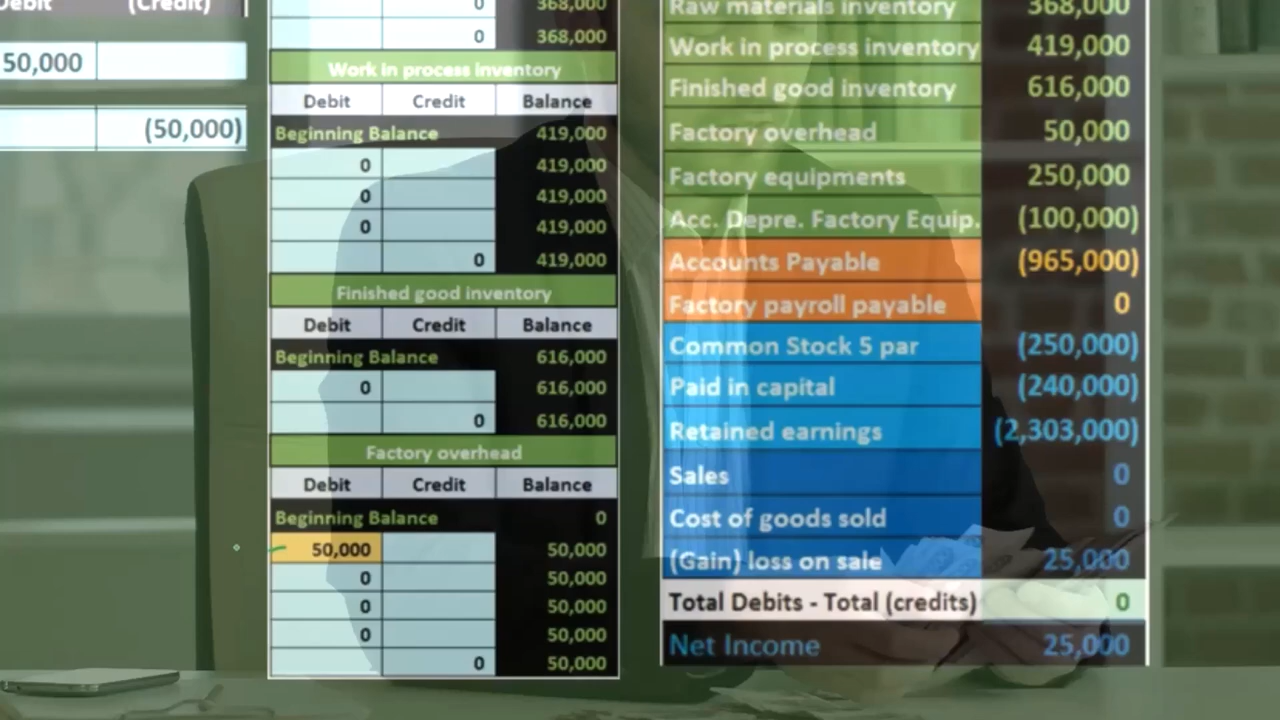 Debit (Credit)
50,000
(50,000)
0 368,000
0 368,000
Work in process inventory
Debit Credit Balance
Beginning Balance 419,000
0 419,000
0 419,000
0 419,000
0 419,000
Finished good inventory
Debit Credit Balance
Beginning Balance 616,000
0 616,000
0 616,000
Factory overhead
Debit Credit Balance
Beginning Balance 0
50,000 50,000
0 50,000
0 50,000
0 50,000
0 50,000
Raw materials inventory 368,000
Work in process inventory 419,000
Finished good inventory 616,000
Factory overhead 50,000
Factory equipments 250,000
Acc. Depre. Factory Equip. (100,000)
Accounts Payable (965,000)
Factory payroll payable 0
Common Stock 5 par (250,000)
Paid in capital (240,000)
Retained earnings (2,303,000)
Sales 0
Cost of goods sold 0
(Gain) loss on sale 25,000
Total Debits - Total (credits) 0
Net Income 25,000